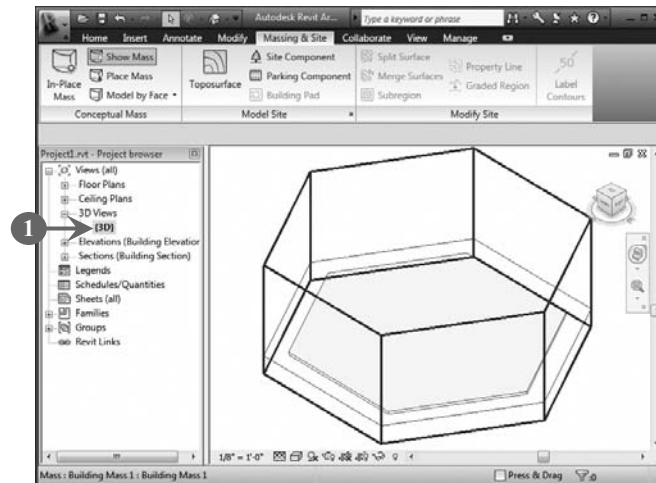 Autodesk Revit Ar...
Type a keyword or phrase
Home Insert Annotate Modify Massing & Site Collaborate View Manage
In-Place Mass
Show Mass
Place Mass
Model by Face
Conceptual Mass
Toposurface
Site Component
Parking Component
Building Pad
Model Site
Split Surface
Merge Surfaces
Subregion
Property Line
Graded Region
50
Label Contours
Modify Site
Project1.rvt - Project browser
Views (all)
Floor Plans
Ceiling Plans
3D Views
1
{3D}
Elevations (Building Elevation
Sections (Building Section)
Legends
Schedules/Quantities
Sheets (all)
Families
Groups
Revit Links
1/8" = 1'-0"
Mass : Building Mass 1 : Building Mass 1
Press & Drag
:0